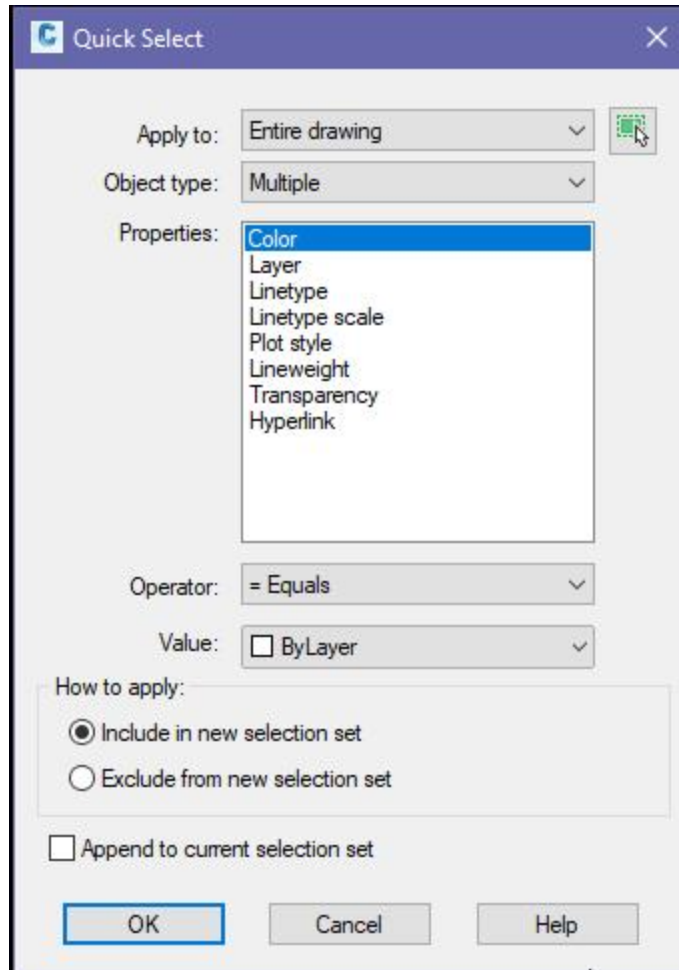 Quick Select
Apply to: Entire drawing
Object type: Multiple
Properties: Color
Layer
Linetype
Linetype scale
Plot style
Lineweight
Transparency
Hyperlink
Operator: = Equals
Value: ByLayer
How to apply:
Include in new selection set
Exclude from new selection set
Append to current selection set
OK Cancel Help